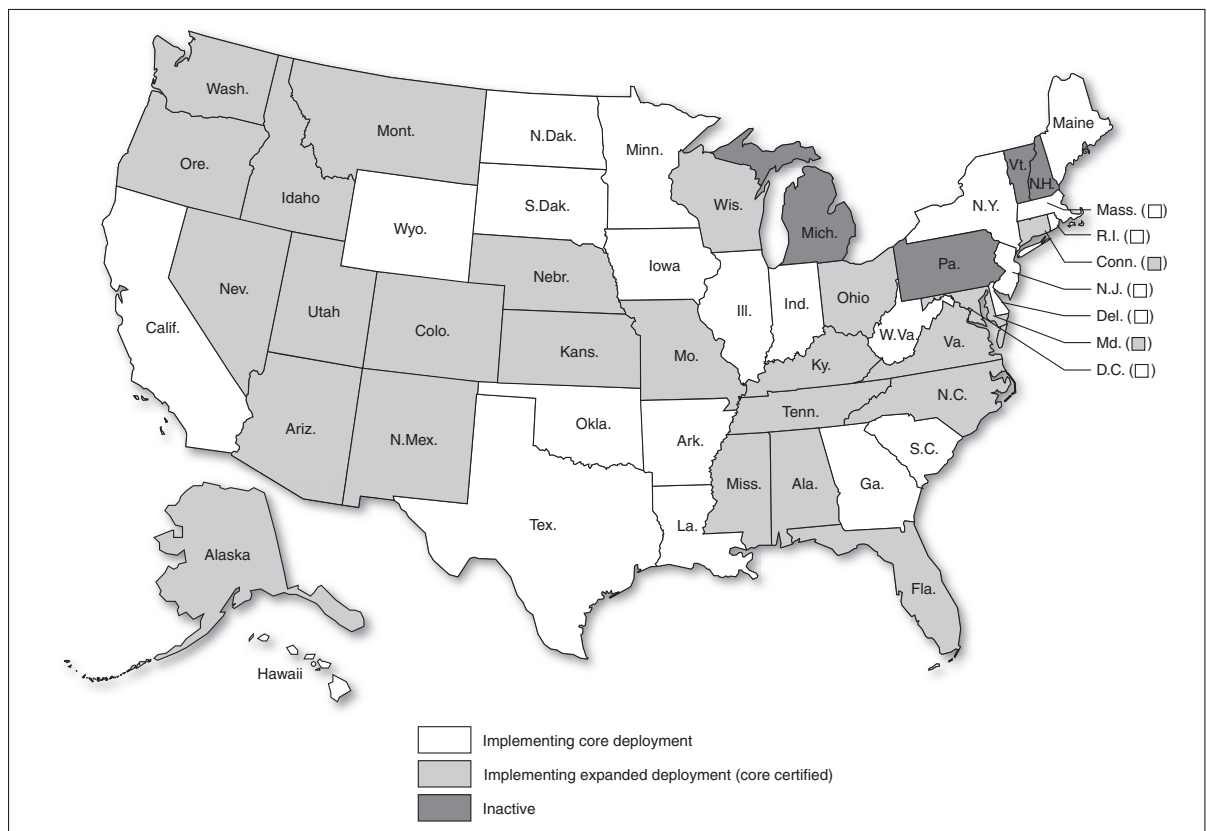 Wash.
Mont.
N.Dak.
Minn.
Maine
Ore.
Idaho
S.Dak.
Wis.
Mich.
Vt.
N.H.
N.Y.
Wyo.
Mass. (□)
R.I. (□)
Conn. (■)
N.J. (□)
Del. (□)
Md. (■)
D.C. (□)
Nev.
Utah
Colo.
Nebr.
Iowa
Ill.
Ind.
Ohio
Pa.
Calif.
Kans.
Mo.
Ky.
W.Va.
Va.
Ariz.
N.Mex.
Okla.
Ark.
Tenn.
N.C.
S.C.
Tex.
La.
Miss.
Ala.
Ga.
Fla.
Alaska
Hawaii
Implementing core deployment
Implementing expanded deployment (core certified)
Inactive